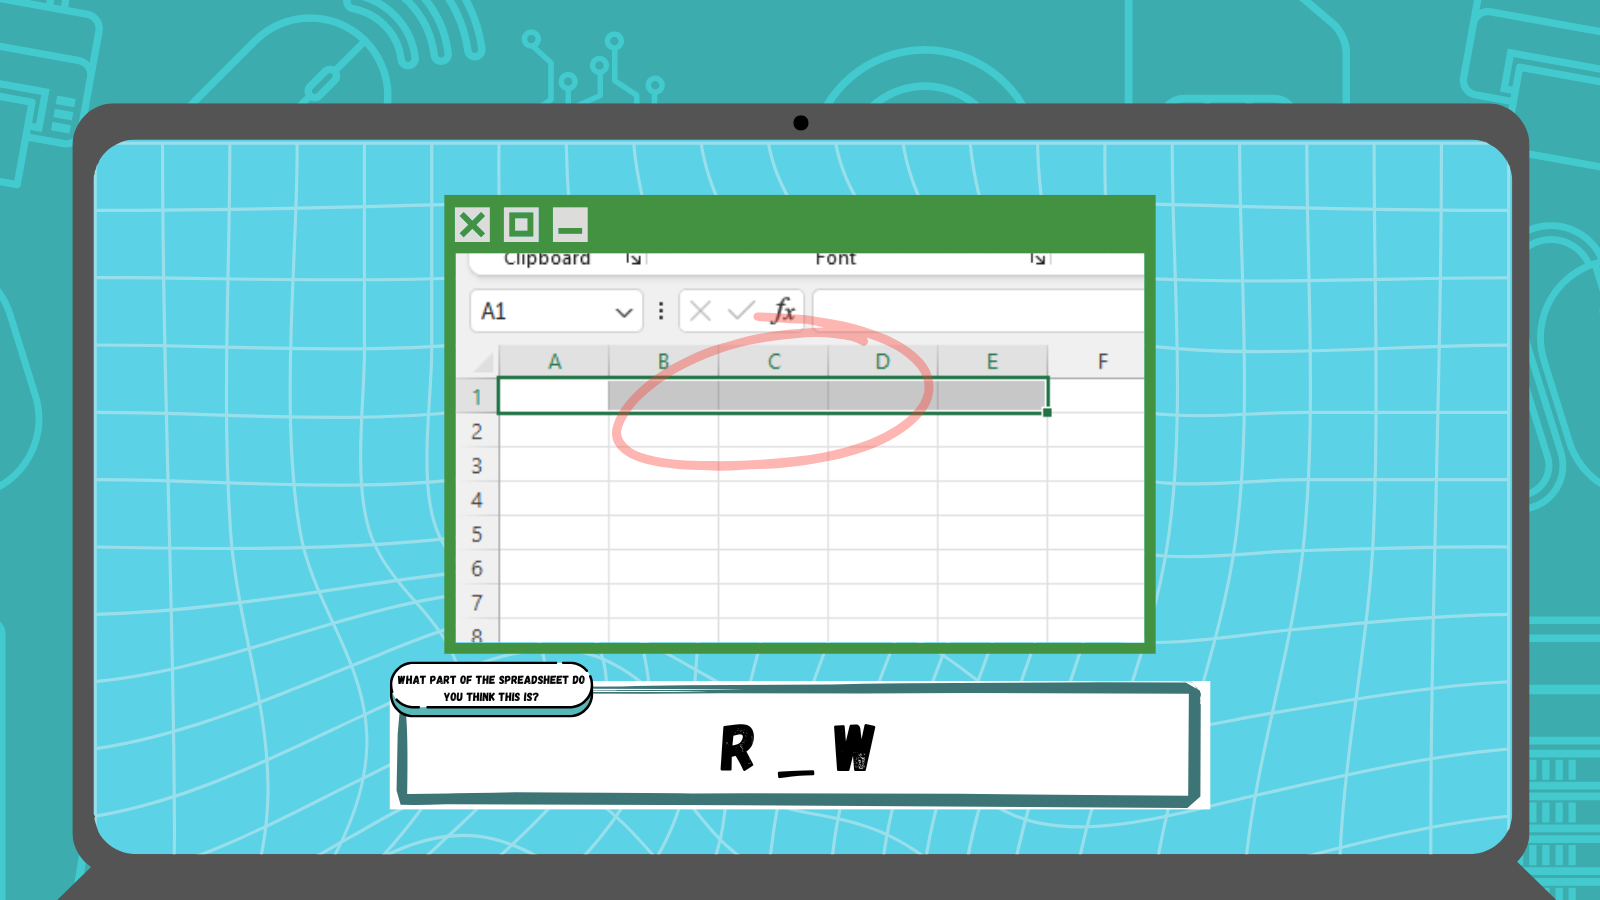 Clipboard Font
A1 fx
A B C D E F
1
2
3
4
5
6
7
8
WHAT PART OF THE SPREADSHEET DO
YOU THINK THIS IS?
R _ W